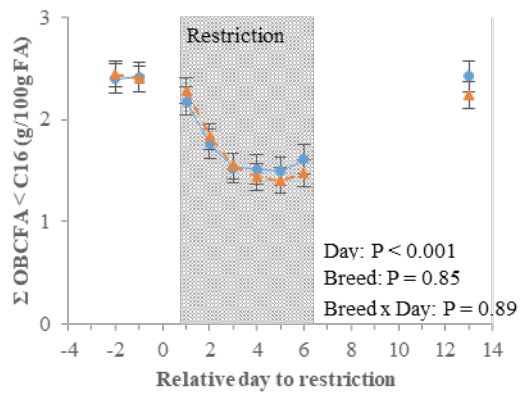 3
Restriction
2
1
0
Σ OBCFA < C16 (g/100g FA)
Day: P < 0.001
Breed: P = 0.85
Breed x Day: P = 0.89
-4 -2 0 2 4 6 8 10 12 14
Relative day to restriction